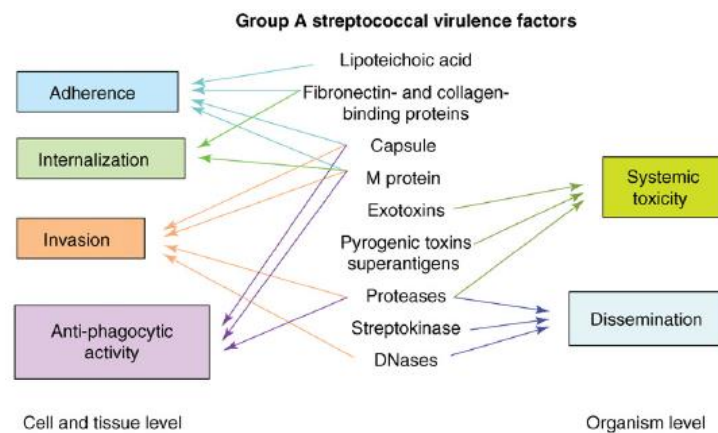 Group A streptococcal virulence factors
Lipoteichoic acid
Adherence
Fibronectin- and collagen-
binding proteins
Capsule
Internalization
M protein
Systemic
toxicity
Exotoxins
Invasion
Pyrogenic toxins
superantigens
Proteases
Anti-phagocytic
activity
Streptokinase
Dissemination
DNases
Cell and tissue level
Organism level